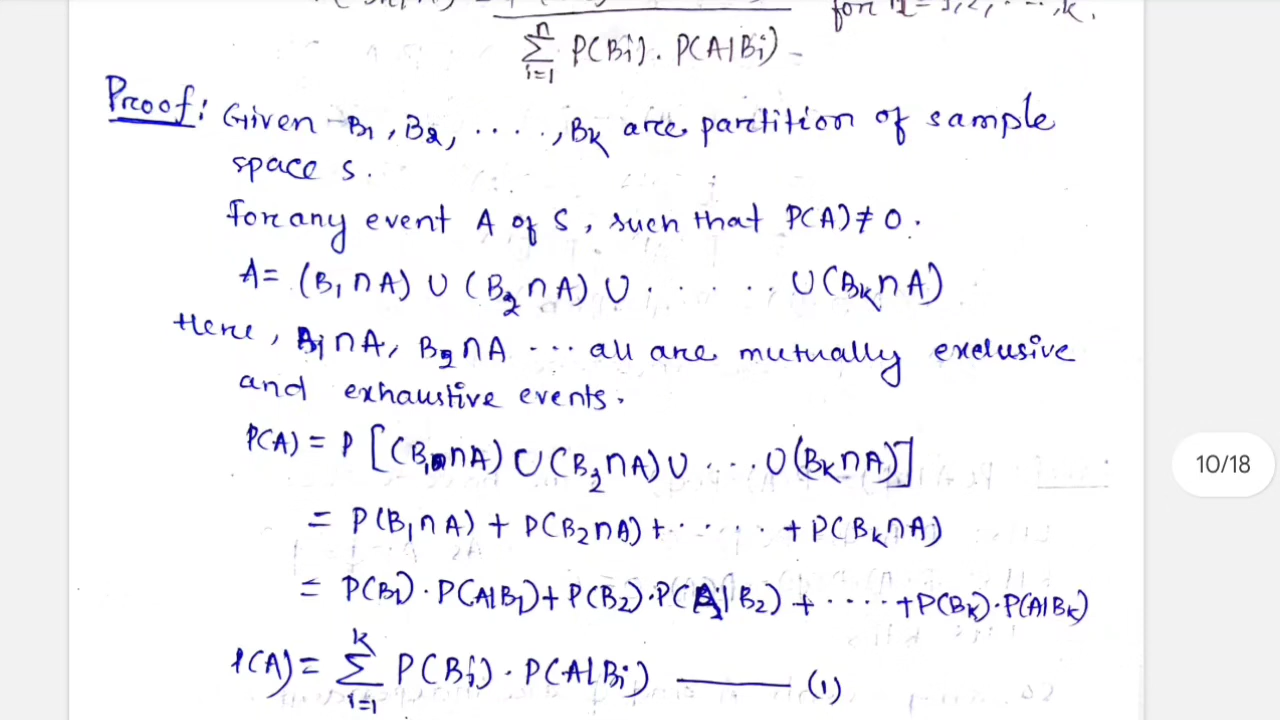 n
Σ P(Bi) . P(A|Bi)
i=1
Proof: Given B1, B2, ....., Bk are partition of sample
space S.
For any event A of S, such that P(A) ≠ 0.
A = (B1 ∩ A) ∪ (B2 ∩ A) ∪ . . . . . . ∪ (Bk ∩ A)
Here, B1 ∩ A, B2 ∩ A ... all are mutually exclusive
and exhaustive events.
P(A) = P [(B1 ∩ A) ∪ (B2 ∩ A) ∪ .... ∪ (Bk ∩ A)]
10/18
= P(B1 ∩ A) + P(B2 ∩ A) + ...... + P(Bk ∩ A)
= P(B1) . P(A|B1) + P(B2) . P(A|B2) + ..... + P(Bk) . P(A|Bk)
k
P(A) = Σ P(Bi) . P(A|Bi) ——— (1)
i=1